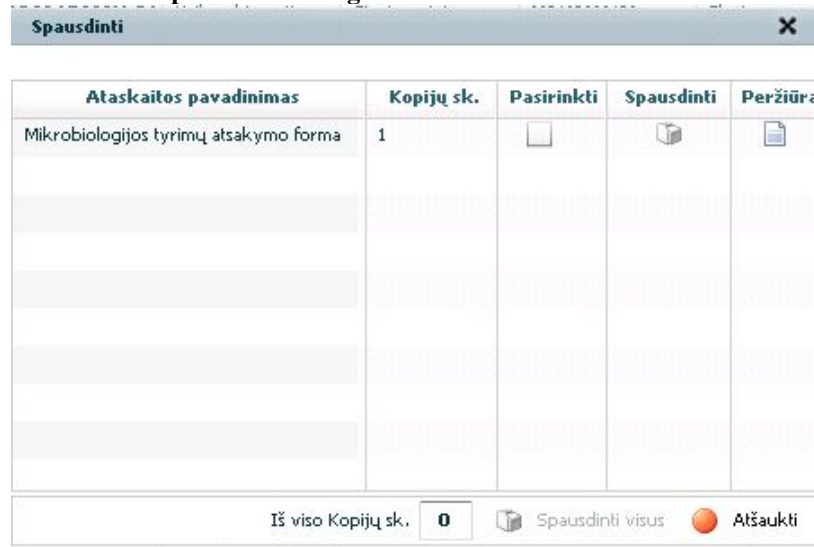 Spausdinti
Ataskaitos pavadinimas Kopijų sk. Pasirinkti Spausdinti Peržiūra
Mikrobiologijos tyrimų atsakymo forma 1
Iš viso Kopijų sk. 0 Spausdinti visus Atšaukti